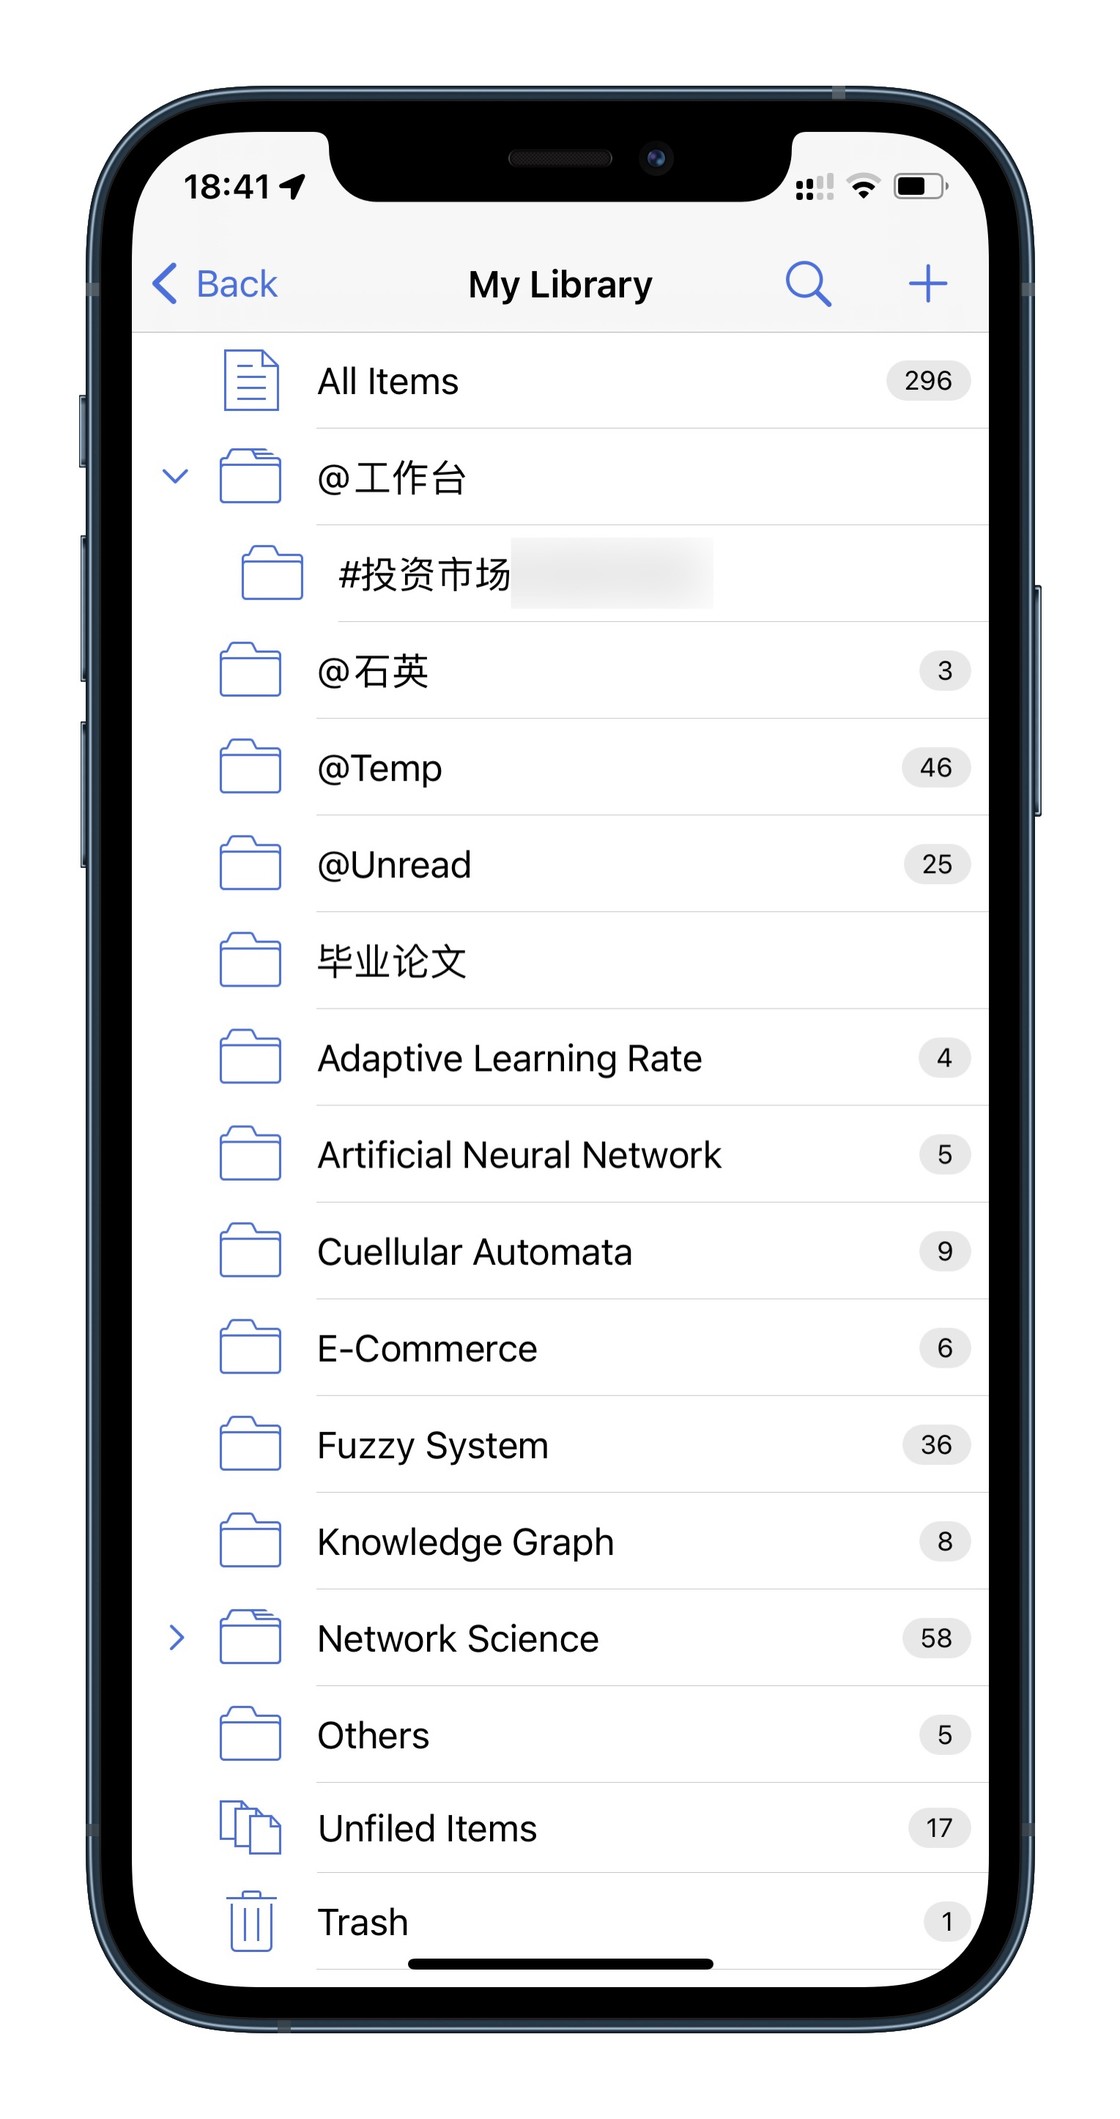 18:41
Back
My Library
All Items 296
@工作台
#投资市场
@石英 3
@Temp 46
@Unread 25
毕业论文
Adaptive Learning Rate 4
Artificial Neural Network 5
Cuellular Automata 9
E-Commerce 6
Fuzzy System 36
Knowledge Graph 8
Network Science 58
Others 5
Unfiled Items 17
Trash 1